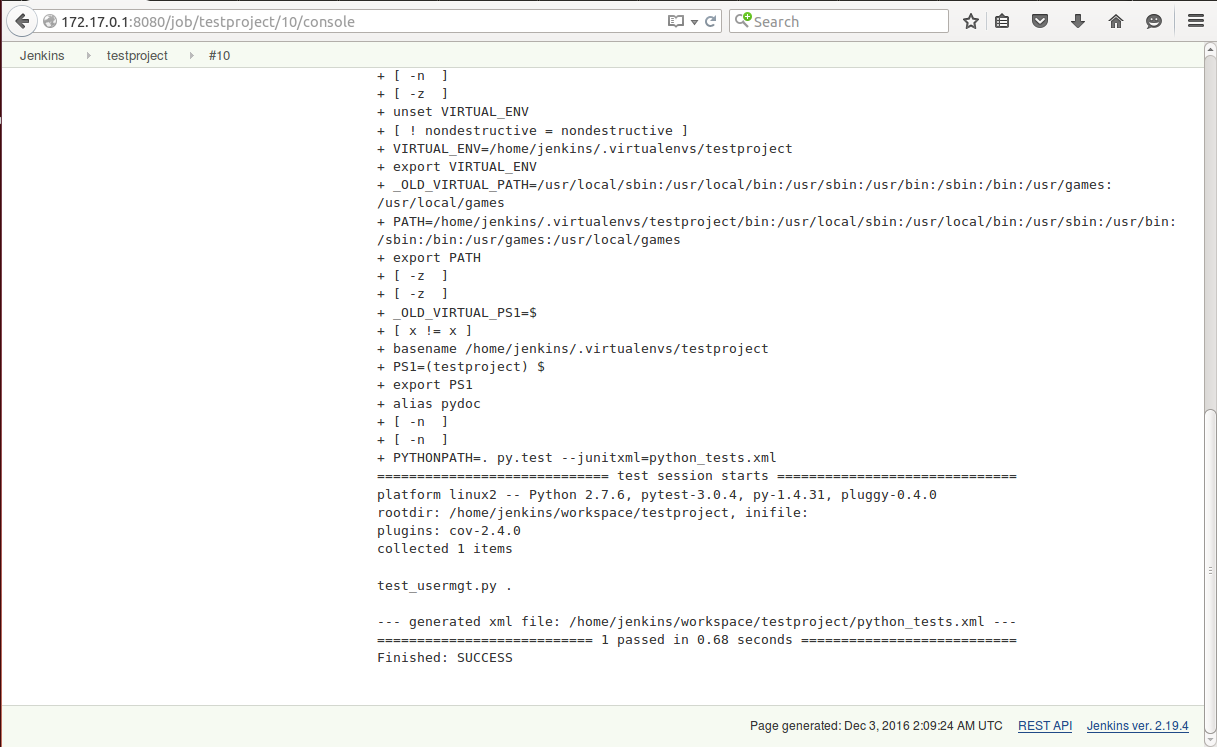 172.17.0.1:8080/job/testproject/10/console
Search
Jenkins testproject #10
+ [ -n  ]
+ [ -z  ]
+ unset VIRTUAL_ENV
+ [ ! nondestructive = nondestructive ]
+ VIRTUAL_ENV=/home/jenkins/.virtualenvs/testproject
+ export VIRTUAL_ENV
+ _OLD_VIRTUAL_PATH=/usr/local/sbin:/usr/local/bin:/usr/sbin:/usr/bin:/sbin:/bin:/usr/games:
/usr/local/games
+ PATH=/home/jenkins/.virtualenvs/testproject/bin:/usr/local/sbin:/usr/local/bin:/usr/sbin:/usr/bin:
/sbin:/bin:/usr/games:/usr/local/games
+ export PATH
+ [ -z  ]
+ [ -z  ]
+ _OLD_VIRTUAL_PS1=$
+ [ x != x ]
+ basename /home/jenkins/.virtualenvs/testproject
+ PS1=(testproject) $
+ export PS1
+ alias pydoc
+ [ -n  ]
+ [ -n  ]
+ PYTHONPATH=. py.test --junitxml=python_tests.xml
============================= test session starts ==============================
platform linux2 -- Python 2.7.6, pytest-3.0.4, py-1.4.31, pluggy-0.4.0
rootdir: /home/jenkins/workspace/testproject, inifile:
plugins: cov-2.4.0
collected 1 items
test_usermgt.py .
--- generated xml file: /home/jenkins/workspace/testproject/python_tests.xml ---
=========================== 1 passed in 0.68 seconds ===========================
Finished: SUCCESS
Page generated: Dec 3, 2016 2:09:24 AM UTC REST API Jenkins ver. 2.19.4